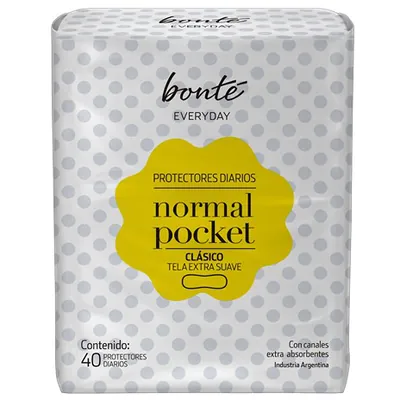 bonté
EVERYDAY
PROTECTORES DIARIOS
normal
pocket
CLÁSICO
TELA EXTRA SUAVE
Contenido:
40 PROTECTORES
DIARIOS
Con canales
extra absorbentes
Industria Argentina